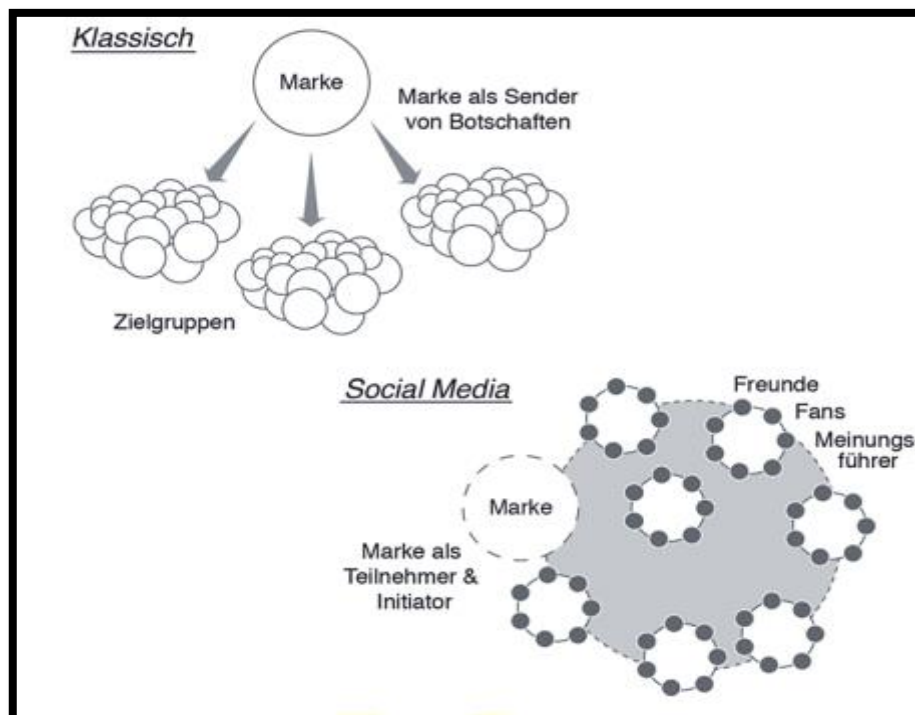 Klassisch
Marke
Marke als Sender
von Botschaften
Zielgruppen
Social Media
Freunde
Fans
Meinungs
führer
Marke
Marke als
Teilnehmer &
Initiator